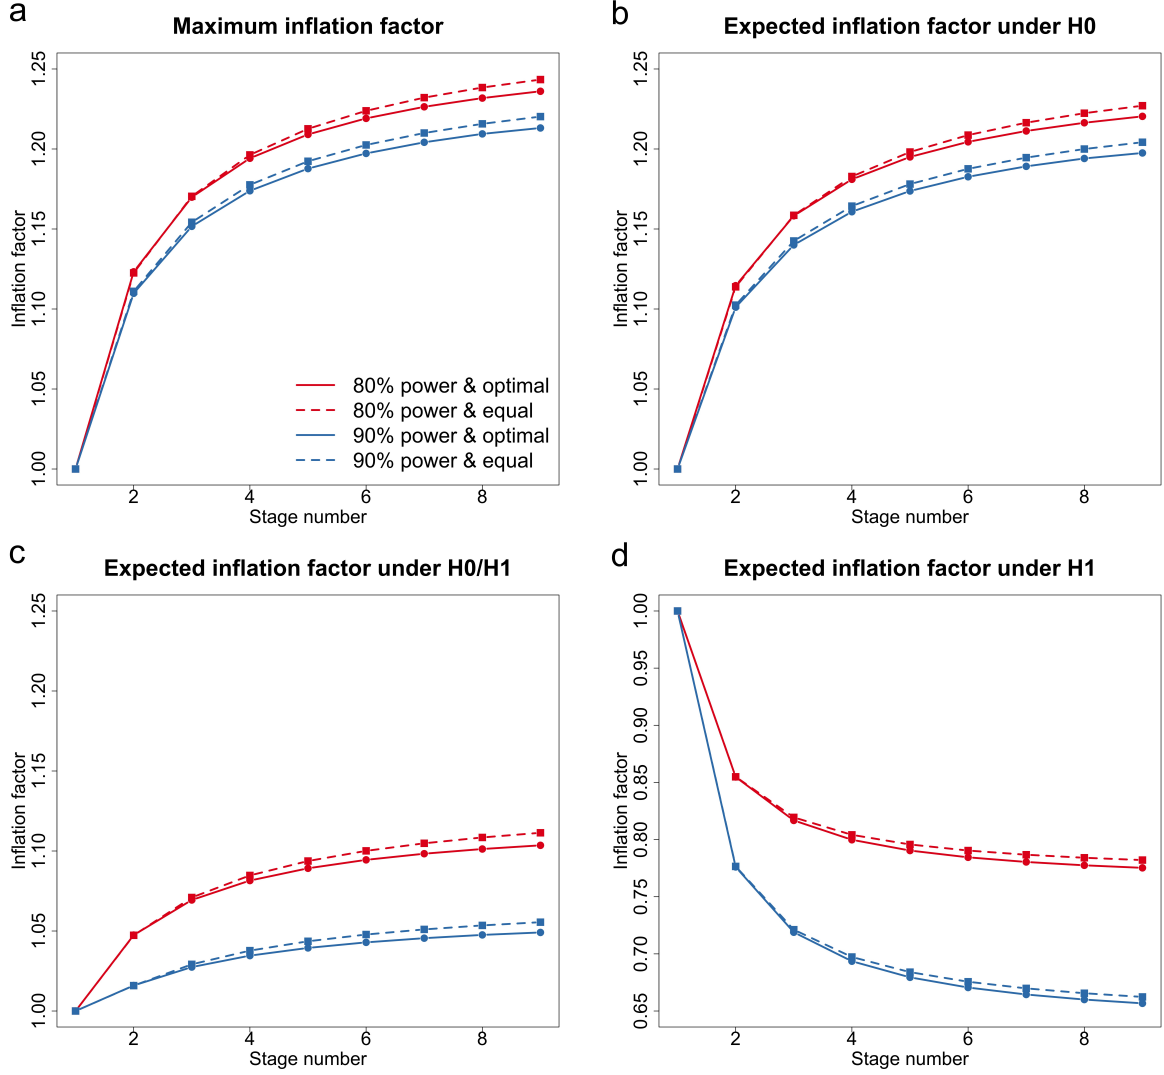 a
Maximum inflation factor
1.25
1.20
1.15
1.10
1.05
1.00
Inflation factor
80% power & optimal
80% power & equal
90% power & optimal
90% power & equal
2 4 6 8
Stage number
b
Expected inflation factor under H0
1.25
1.20
1.15
1.10
1.05
1.00
Inflation factor
2 4 6 8
Stage number
c
Expected inflation factor under H0/H1
1.25
1.20
1.15
1.10
1.05
1.00
Inflation factor
2 4 6 8
Stage number
d
Expected inflation factor under H1
1.00
0.95
0.90
0.85
0.80
0.75
0.70
0.65
Inflation factor
2 4 6 8
Stage number